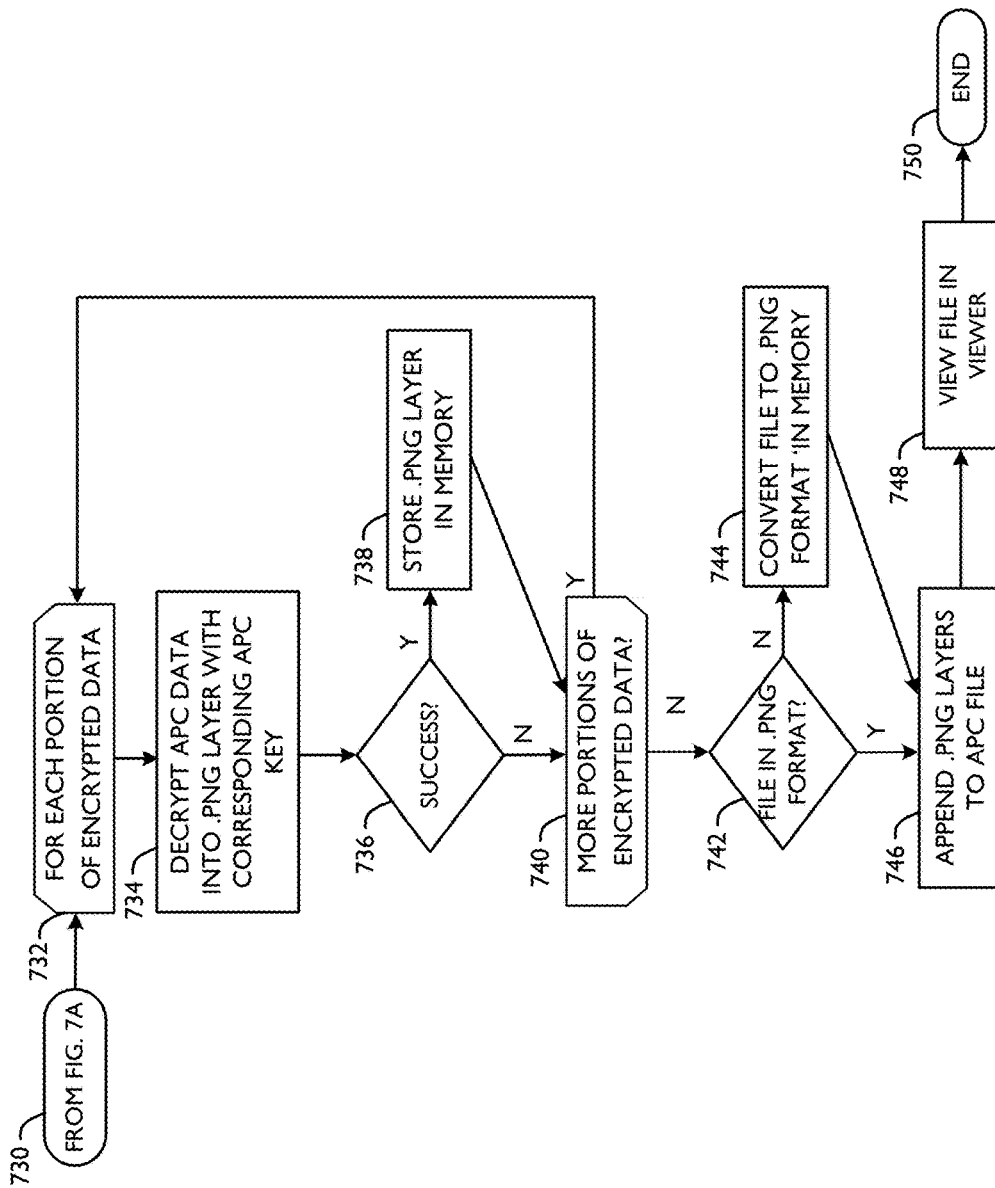 730
FROM FIG. 7A
732
FOR EACH PORTION
OF ENCRYPTED DATA
734
DECRYPT APC DATA
INTO .PNG LAYER WITH
CORRESPONDING APC
KEY
736
SUCCESS?
Y
N
738
STORE .PNG LAYER
IN MEMORY
740
MORE PORTIONS OF
ENCRYPTED DATA?
Y
N
742
FILE IN .PNG
FORMAT?
N
Y
744
CONVERT FILE TO .PNG
FORMAT 'IN MEMORY
746
APPEND .PNG LAYERS
TO APC FILE
748
VIEW FILE IN
VIEWER
750
END